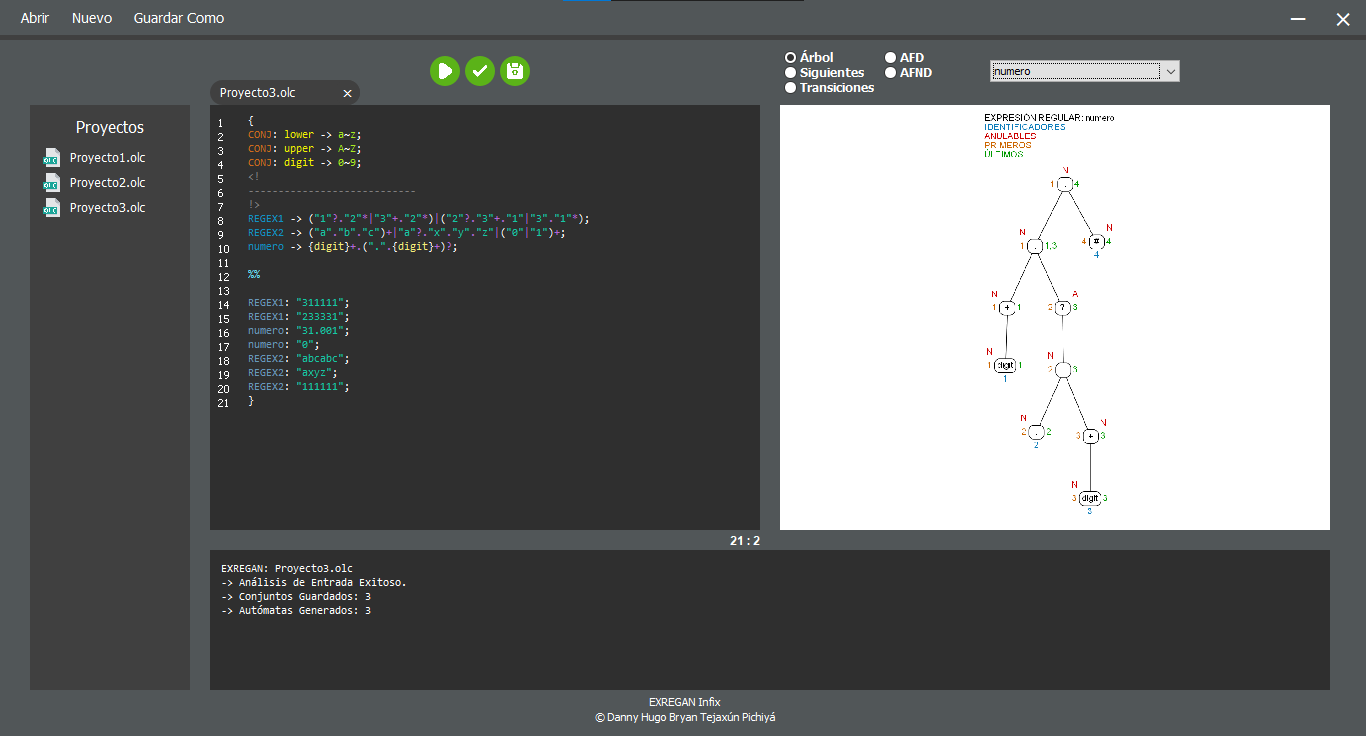 Abrir Nuevo Guardar Como
Árbol AFD
Siguientes AFND
Transiciones
numero
Proyecto3.olc
Proyectos
Proyecto1.olc
Proyecto2.olc
Proyecto3.olc
1 {
2 CONJ: lower -> a~z;
3 CONJ: upper -> A~Z;
4 CONJ: digit -> 0~9;
5 <!
6 ----------------------------
7 !>
8 REGEX1 -> ("1"?."2"*|"3"+."2"*)|("2"?."3"+."1"|"3"."1"*);
9 REGEX2 -> ("a"."b"."c")+|"a"?."x"."y"."z"|("0"|"1")+;
10 numero -> {digit}+.(".".{digit}+)?;
11
12 %%
13
14 REGEX1: "311111";
15 REGEX1: "233331";
16 numero: "31.001";
17 numero: "0";
18 REGEX2: "abcabc";
19 REGEX2: "axyz";
20 REGEX2: "111111";
21 }
EXPRESIÓN REGULAR: numero
IDENTIFICADORES
ANULABLES
PRIMEROS
ÚLTIMOS
N
1 . 4
N N
1 . 1,3 4 # 4
4
N A
1 + 1 2 ? 3
N N
1 digit 1 2 . 3
1
N N
2 . 2 3 + 3
2
N
3 digit 3
3
21 : 2
EXREGAN: Proyecto3.olc
-> Análisis de Entrada Exitoso.
-> Conjuntos Guardados: 3
-> Autómatas Generados: 3
EXREGAN Infix
© Danny Hugo Bryan Tejaxún Pichiyá